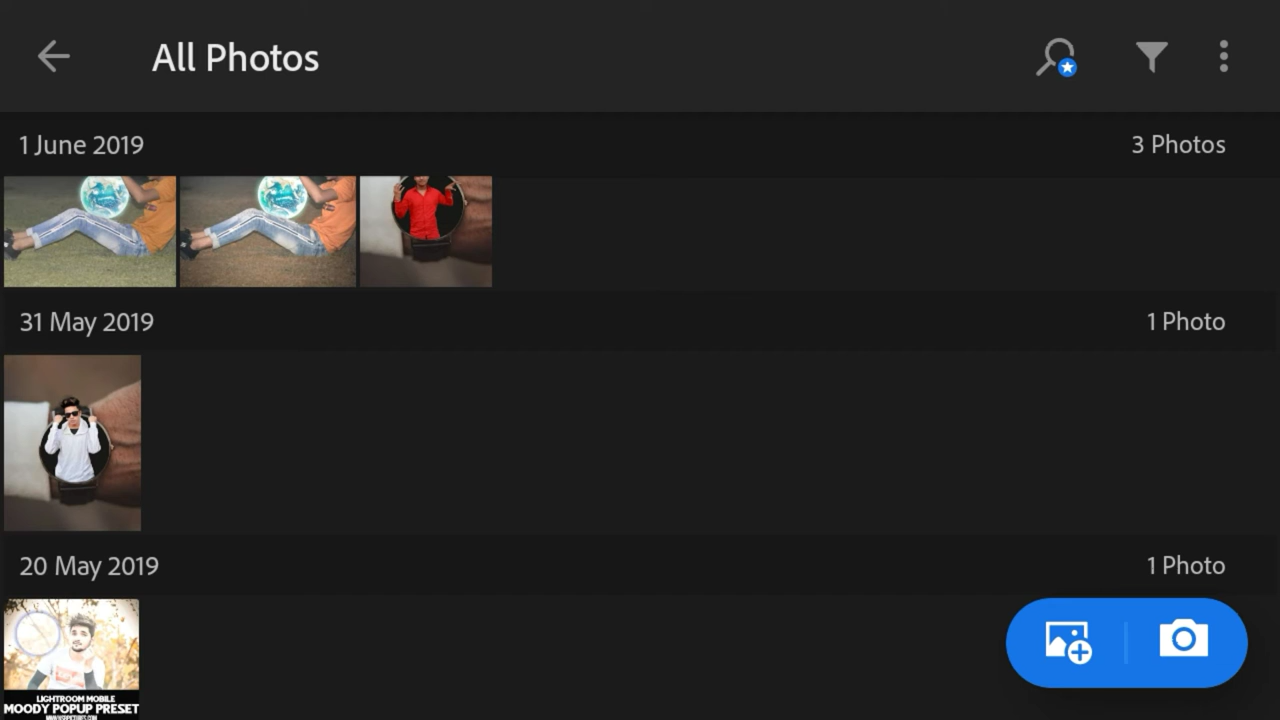 All Photos
1 June 2019
3 Photos
31 May 2019
1 Photo
20 May 2019
1 Photo
LIGHTROOM MOBILE
MOODY POPUP PRESET